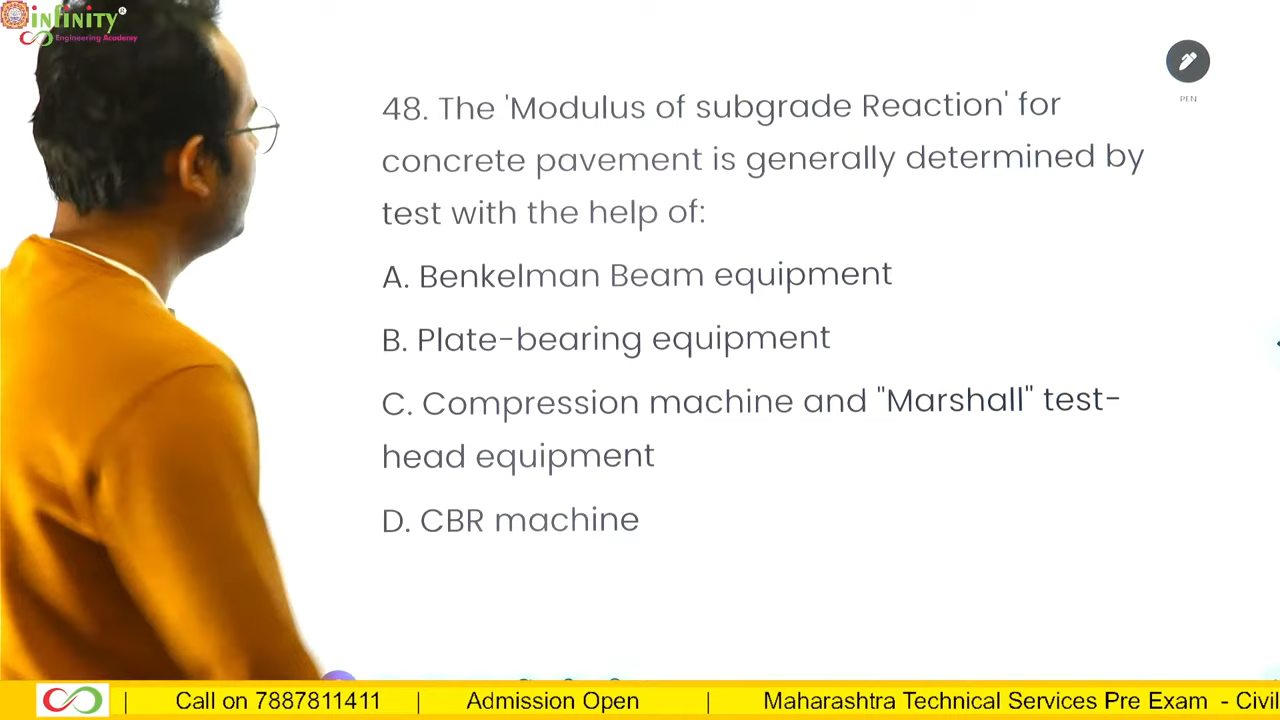 infinity
Engineering Academy
PEN
48. The 'Modulus of subgrade Reaction' for
concrete pavement is generally determined by
test with the help of:
A. Benkelman Beam equipment
B. Plate-bearing equipment
C. Compression machine and "Marshall" test-
head equipment
D. CBR machine
| Call on 7887811411 | Admission Open | Maharashtra Technical Services Pre Exam - Civil